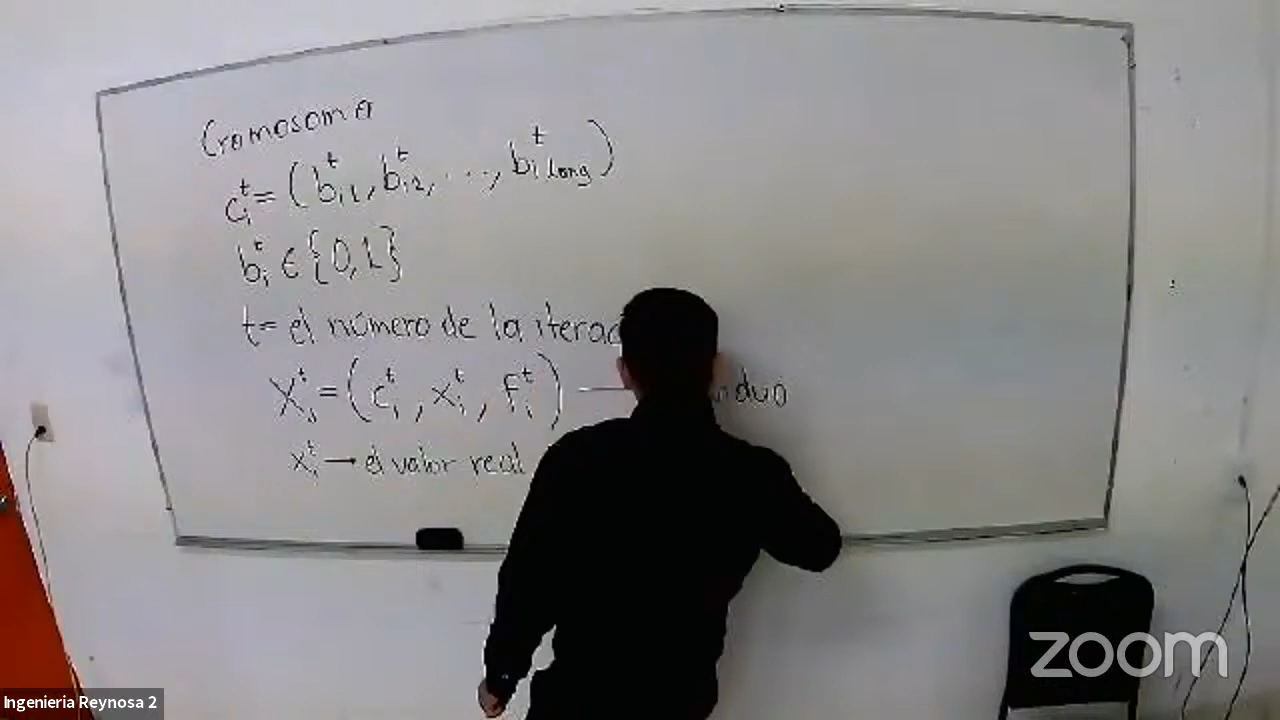 Cromosoma
c_i^t = (b_{i1}^t, b_{i2}^t, ..., b_{i long}^t)
b_i^t ∈ {0,1}
t = el número de la iterac
X_i^t = (c_i^t, x_i^t, f_i^t) — duo
x_i^t → el valor real
zoom
Ingenieria Reynosa 2